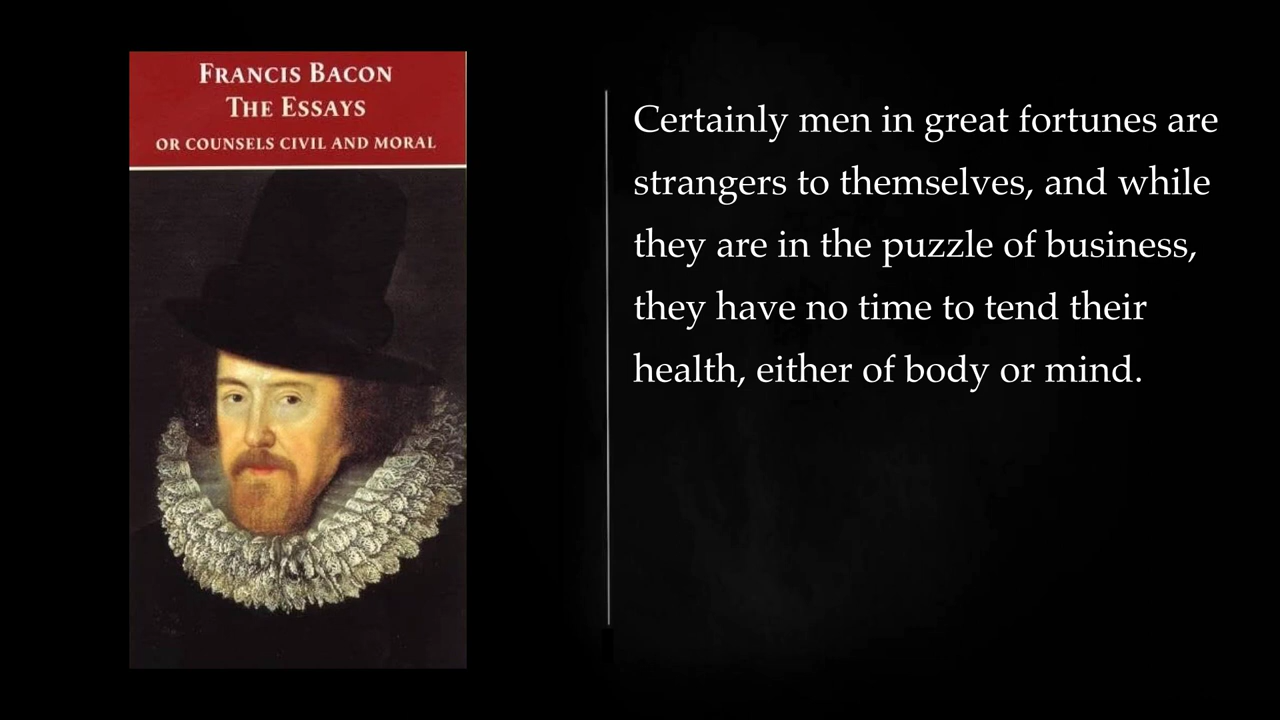 FRANCIS BACON
THE ESSAYS
OR COUNSELS CIVIL AND MORAL
Certainly men in great fortunes are
strangers to themselves, and while
they are in the puzzle of business,
they have no time to tend their
health, either of body or mind.